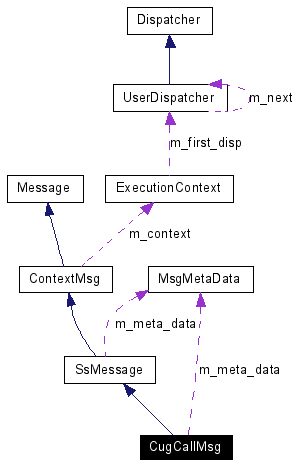 Dispatcher
UserDispatcher
m_next
m_first_disp
Message
ExecutionContext
m_context
ContextMsg
MsgMetaData
m_meta_data
SsMessage
m_meta_data
CugCallMsg